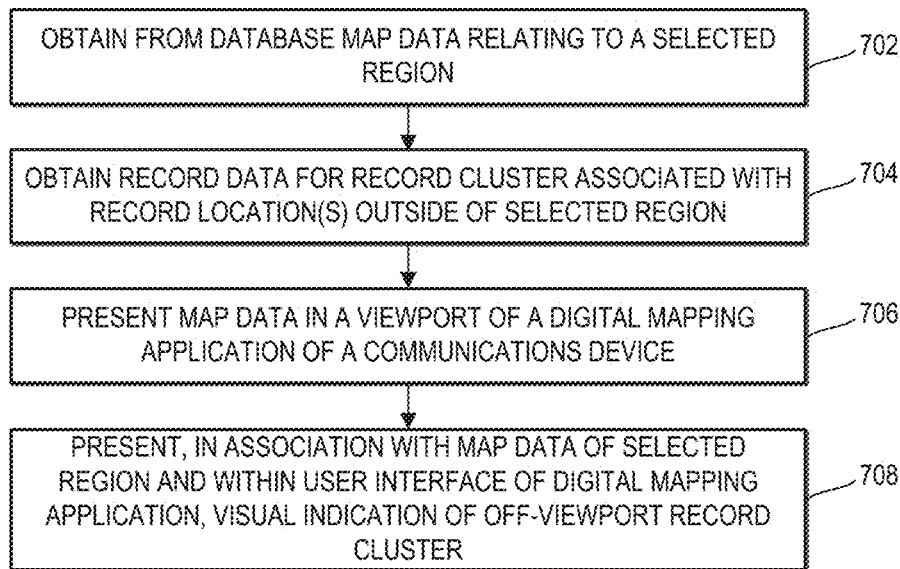 OBTAIN FROM DATABASE MAP DATA RELATING TO A SELECTED
REGION
702
OBTAIN RECORD DATA FOR RECORD CLUSTER ASSOCIATED WITH
RECORD LOCATION(S) OUTSIDE OF SELECTED REGION
704
PRESENT MAP DATA IN A VIEWPORT OF A DIGITAL MAPPING
APPLICATION OF A COMMUNICATIONS DEVICE
706
PRESENT, IN ASSOCIATION WITH MAP DATA OF SELECTED
REGION AND WITHIN USER INTERFACE OF DIGITAL MAPPING
APPLICATION, VISUAL INDICATION OF OFF-VIEWPORT RECORD
CLUSTER
708